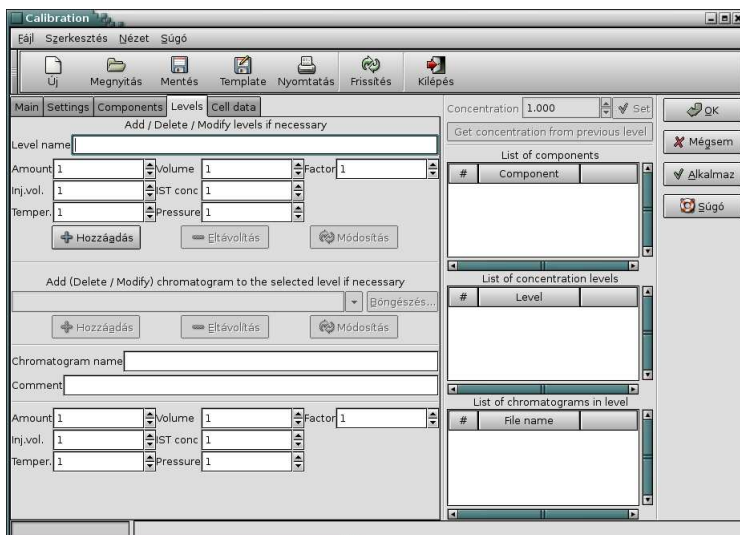 Calibration
Fájl Szerkesztés Nézet Súgó
Új Megnyitás Mentés Template Nyomtatás Frissítés Kilépés
Main Settings Components Levels Cell data
Add / Delete / Modify levels if necessary
Level name
Amount 1 Volume 1 Factor 1
Inj.vol. 1 IST conc 1
Temper. 1 Pressure 1
Hozzáadás Eltávolítás Módosítás
Add (Delete / Modify) chromatogram to the selected level if necessary
Böngészés...
Hozzáadás Eltávolítás Módosítás
Chromatogram name
Comment
Amount 1 Volume 1 Factor 1
Inj.vol. 1 IST conc 1
Temper. 1 Pressure 1
Concentration 1.000 Set
Get concentration from previous level
List of components
# Component
List of concentration levels
# Level
List of chromatograms in level
# File name
OK
Mégsem
Alkalmaz
Súgó